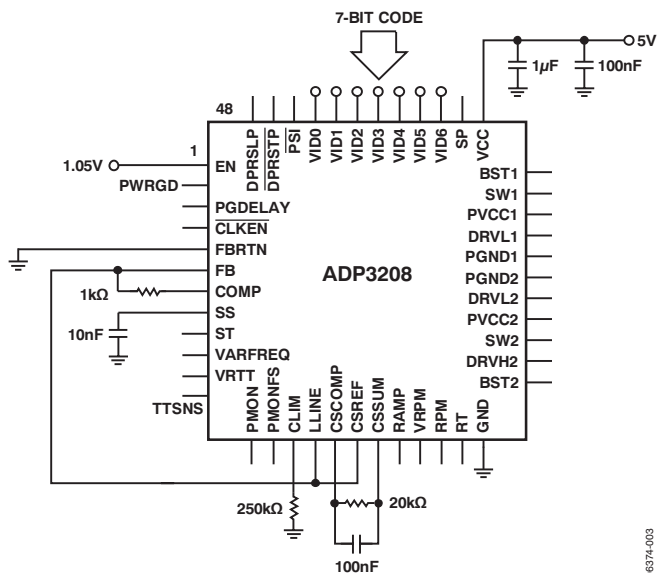 7-BIT CODE
5V
1µF
100nF
48
DPRSLP
DPRSTP
PSI
VID0
VID1
VID2
VID3
VID4
VID5
VID6
SP
VCC
1
1.05V
EN
PWRGD
PGDELAY
CLKEN
FBRTN
FB
COMP
1kΩ
SS
10nF
ST
VARFREQ
VRTT
TTSNS
ADP3208
BST1
SW1
PVCC1
DRVL1
PGND1
PGND2
DRVL2
PVCC2
SW2
DRVH2
BST2
PMON
PMONFS
CLIM
LLINE
CSCOMP
CSREF
CSSUM
RAMP
VRPM
RPM
RT
GND
250kΩ
20kΩ
100nF
6374-003